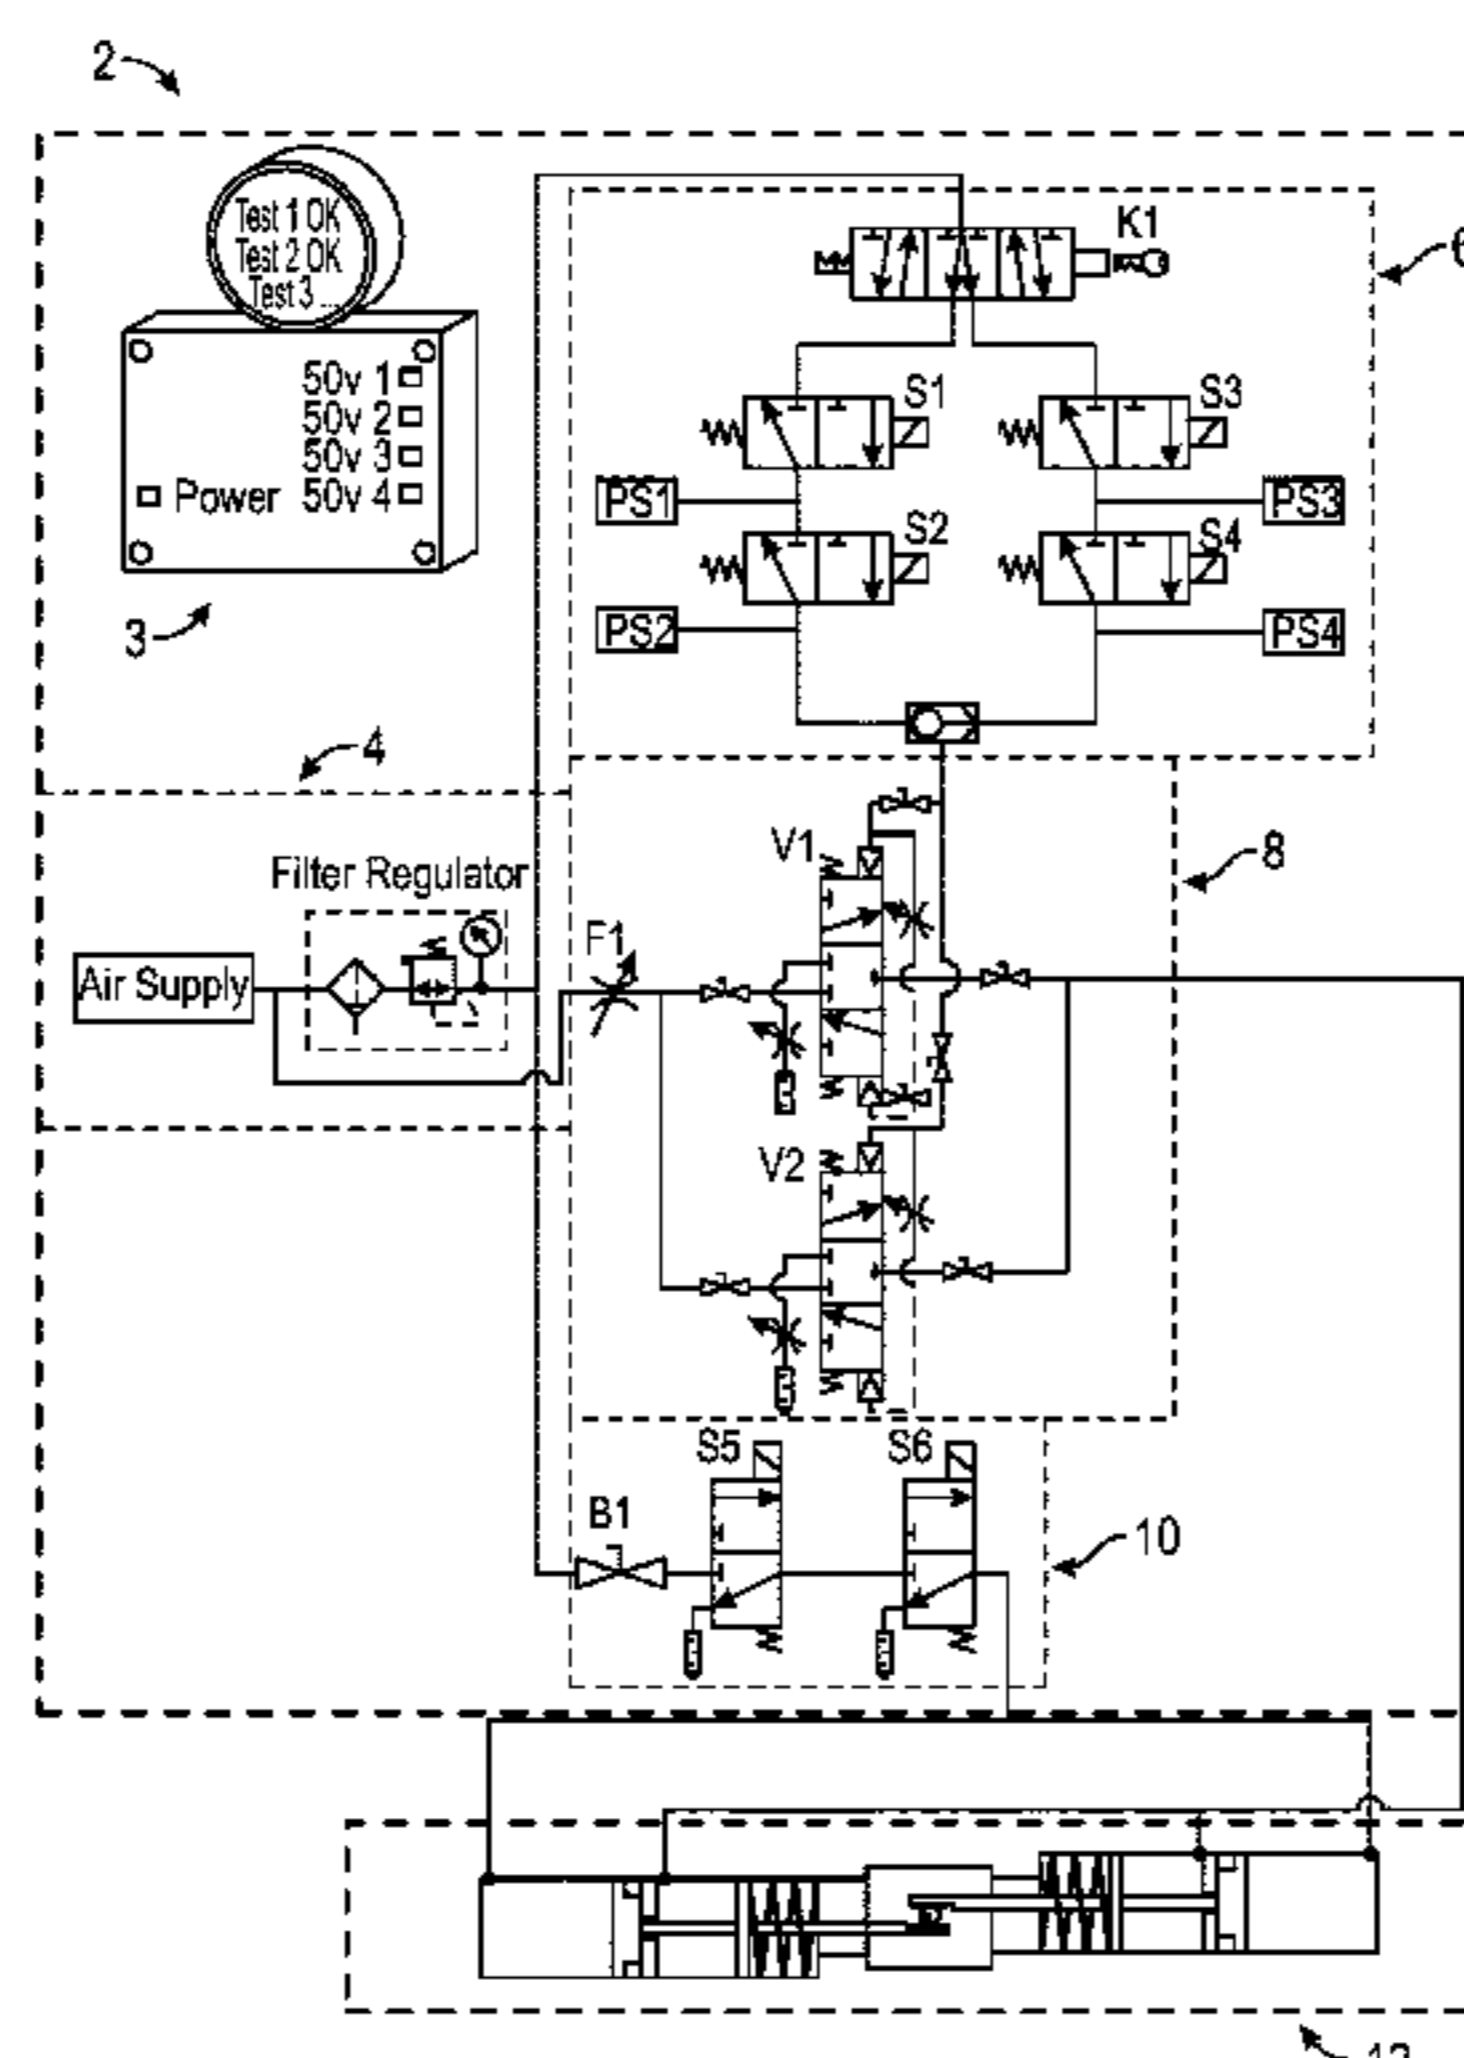 2
Test 1 OK
Test 2 OK
Test 3 ...
50v 1
50v 2
50v 3
Power 50v 4
3
K1
6
S1
S3
PS1
PS3
S2
S4
PS2
PS4
4
V1
8
Filter Regulator
F1
Air Supply
V2
S5
S6
B1
10